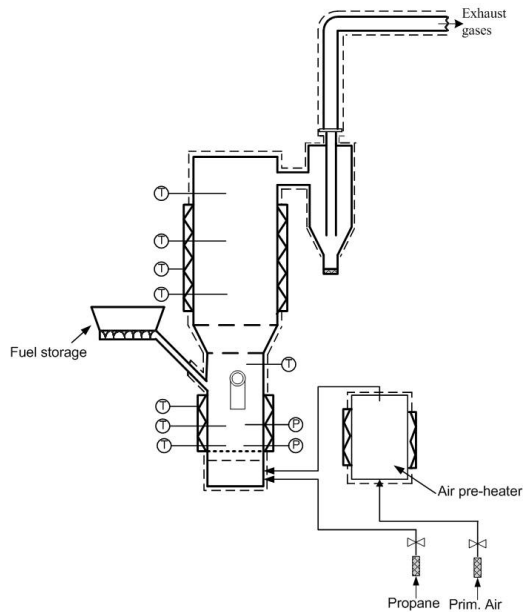 Exhaust
gases
T
T
T
T
Fuel storage
T
T
T
P
T
P
Air pre-heater
Propane
Prim. Air